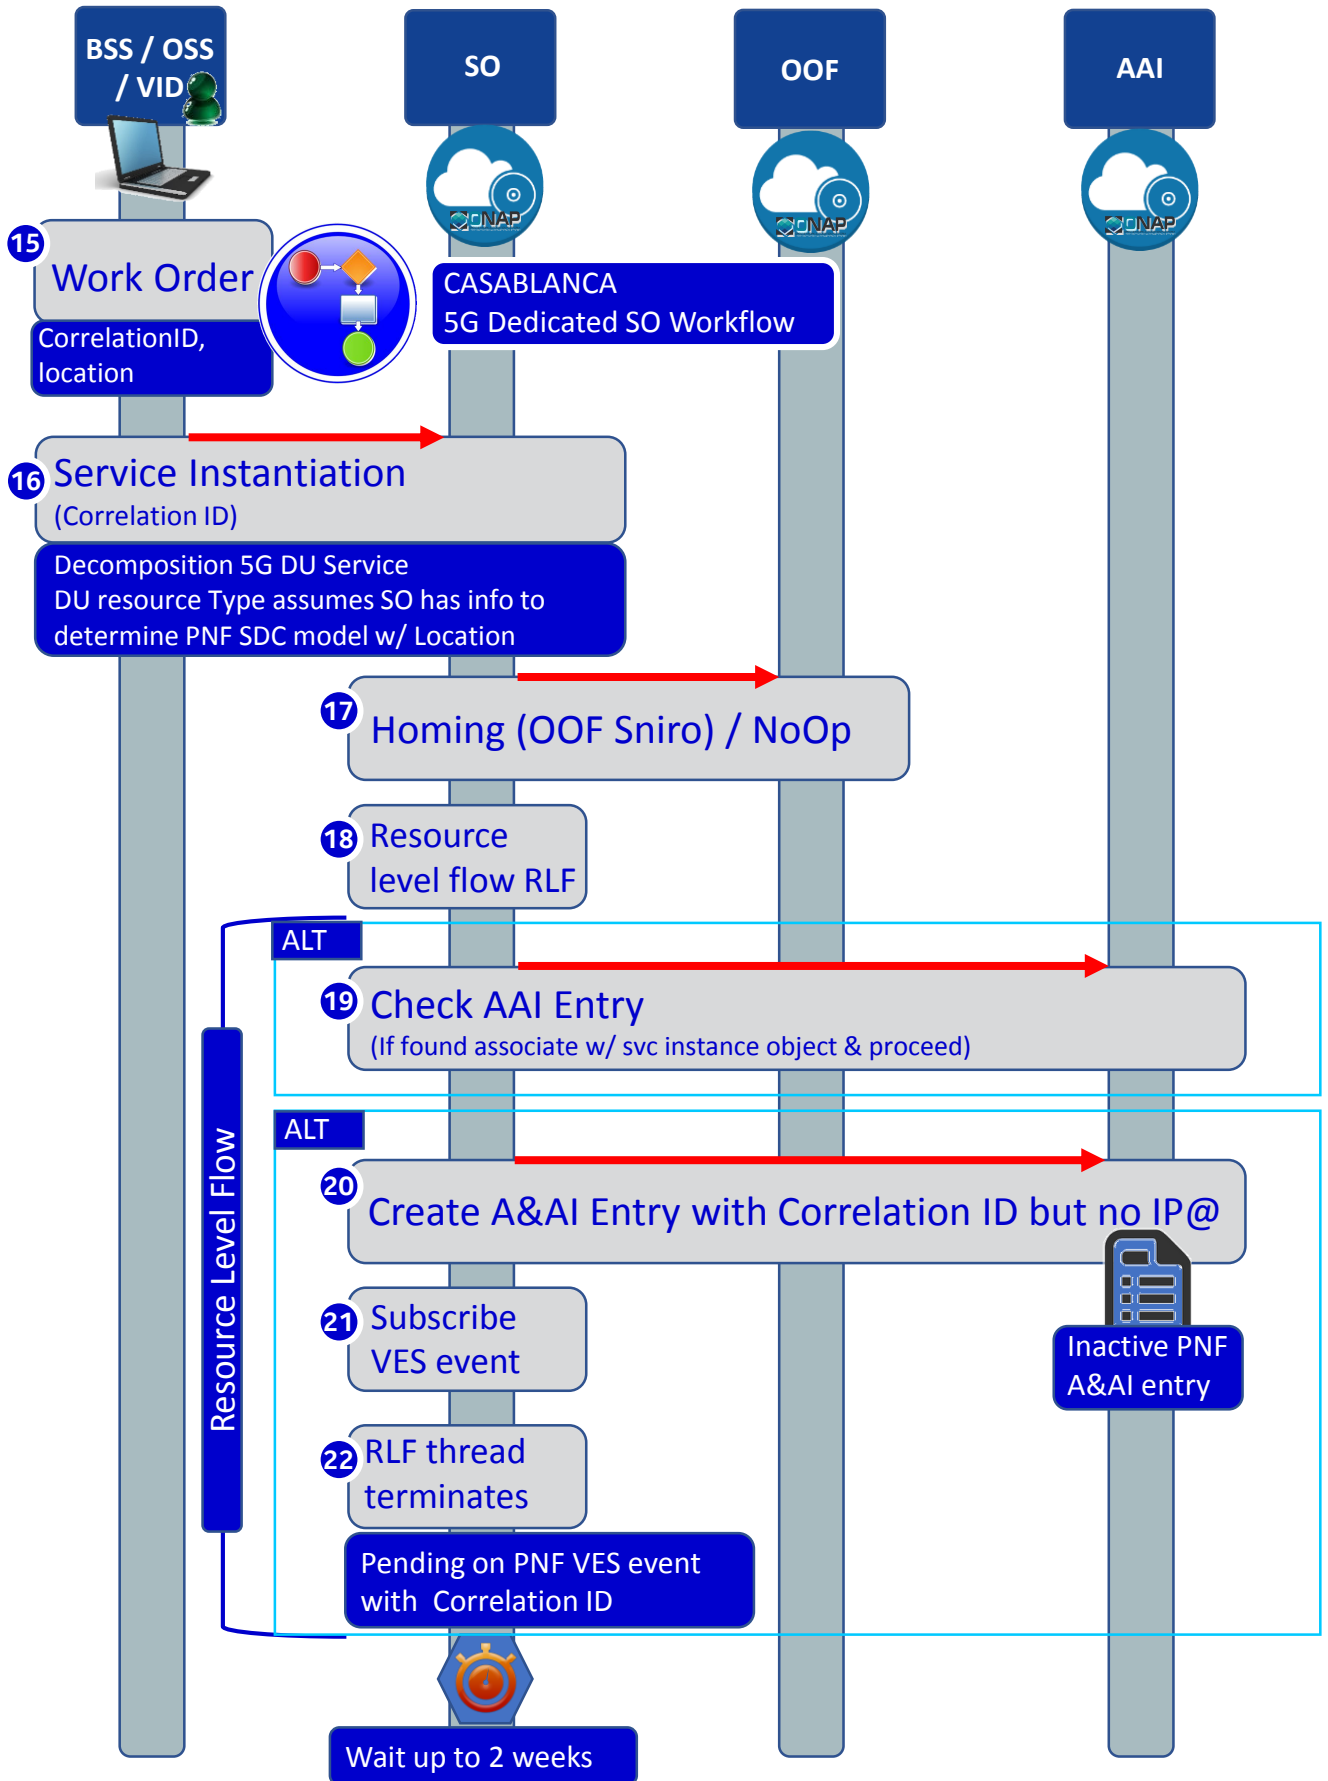 BSS / OSS
/ VID
SO
OOF
AAI
ONAP
ONAP
ONAP
15
Work Order
CorrelationID,
location
CASABLANCA
5G Dedicated SO Workflow
16
Service Instantiation
(Correlation ID)
Decomposition 5G DU Service
DU resource Type assumes SO has info to
determine PNF SDC model w/ Location
17
Homing (OOF Sniro) / NoOp
18
Resource
level flow RLF
ALT
19
Check AAI Entry
(If found associate w/ svc instance object & proceed)
Resource Level Flow
ALT
20
Create A&AI Entry with Correlation ID but no IP@
21
Subscribe
VES event
Inactive PNF
A&AI entry
22
RLF thread
terminates
Pending on PNF VES event
with Correlation ID
Wait up to 2 weeks